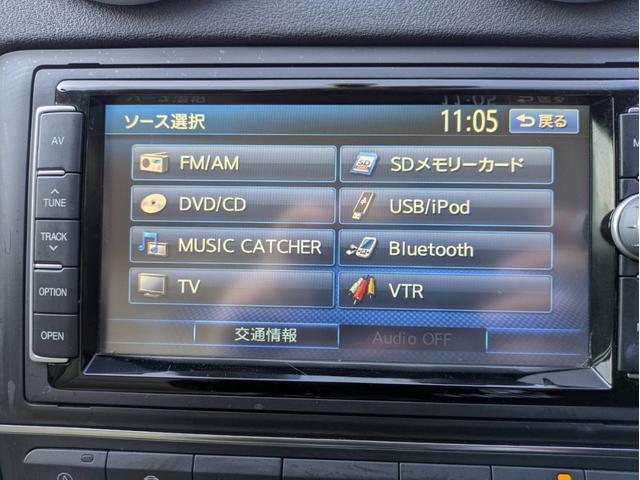 ソース選択
11:05
戻る
AV
TUNE
TRACK
OPTION
OPEN
FM/AM
SDメモリーカード
DVD/CD
USB/iPod
MUSIC CATCHER
Bluetooth
TV
VTR
交通情報
Audio OFF